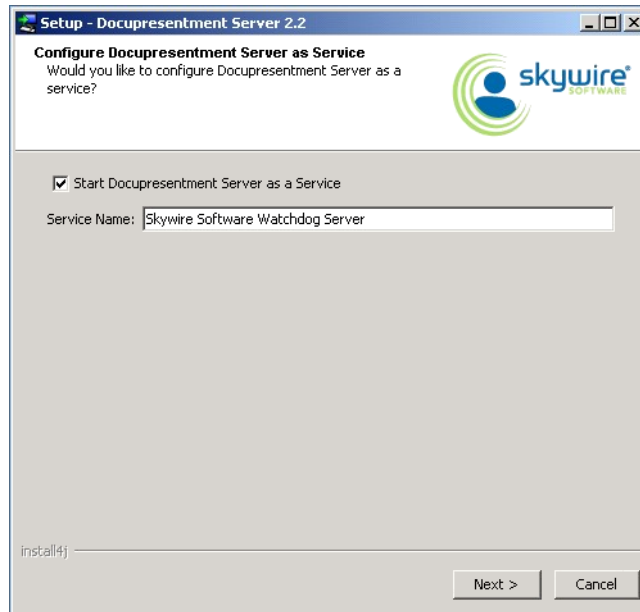 Setup - Docupresentment Server 2.2
Configure Docupresentment Server as Service
Would you like to configure Docupresentment Server as a
service?
skywire®
SOFTWARE
Start Docupresentment Server as a Service
Service Name: Skywire Software Watchdog Server
install4j
Next >
Cancel